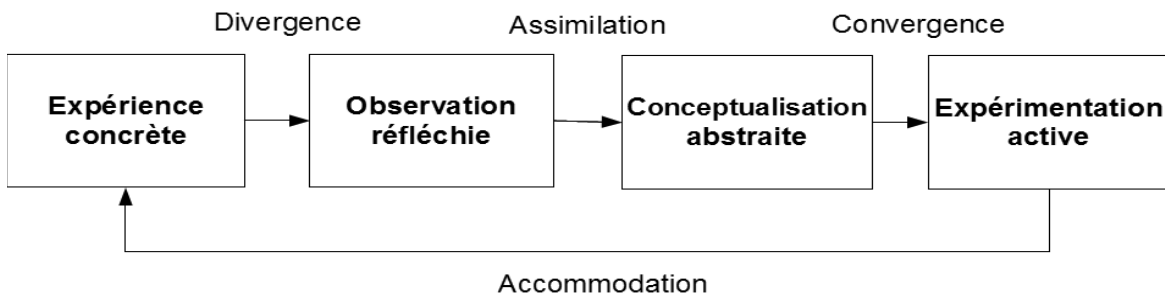 Divergence
Assimilation
Convergence
Expérience
concrète
Observation
réfléchie
Conceptualisation
abstraite
Expérimentation
active
Accommodation